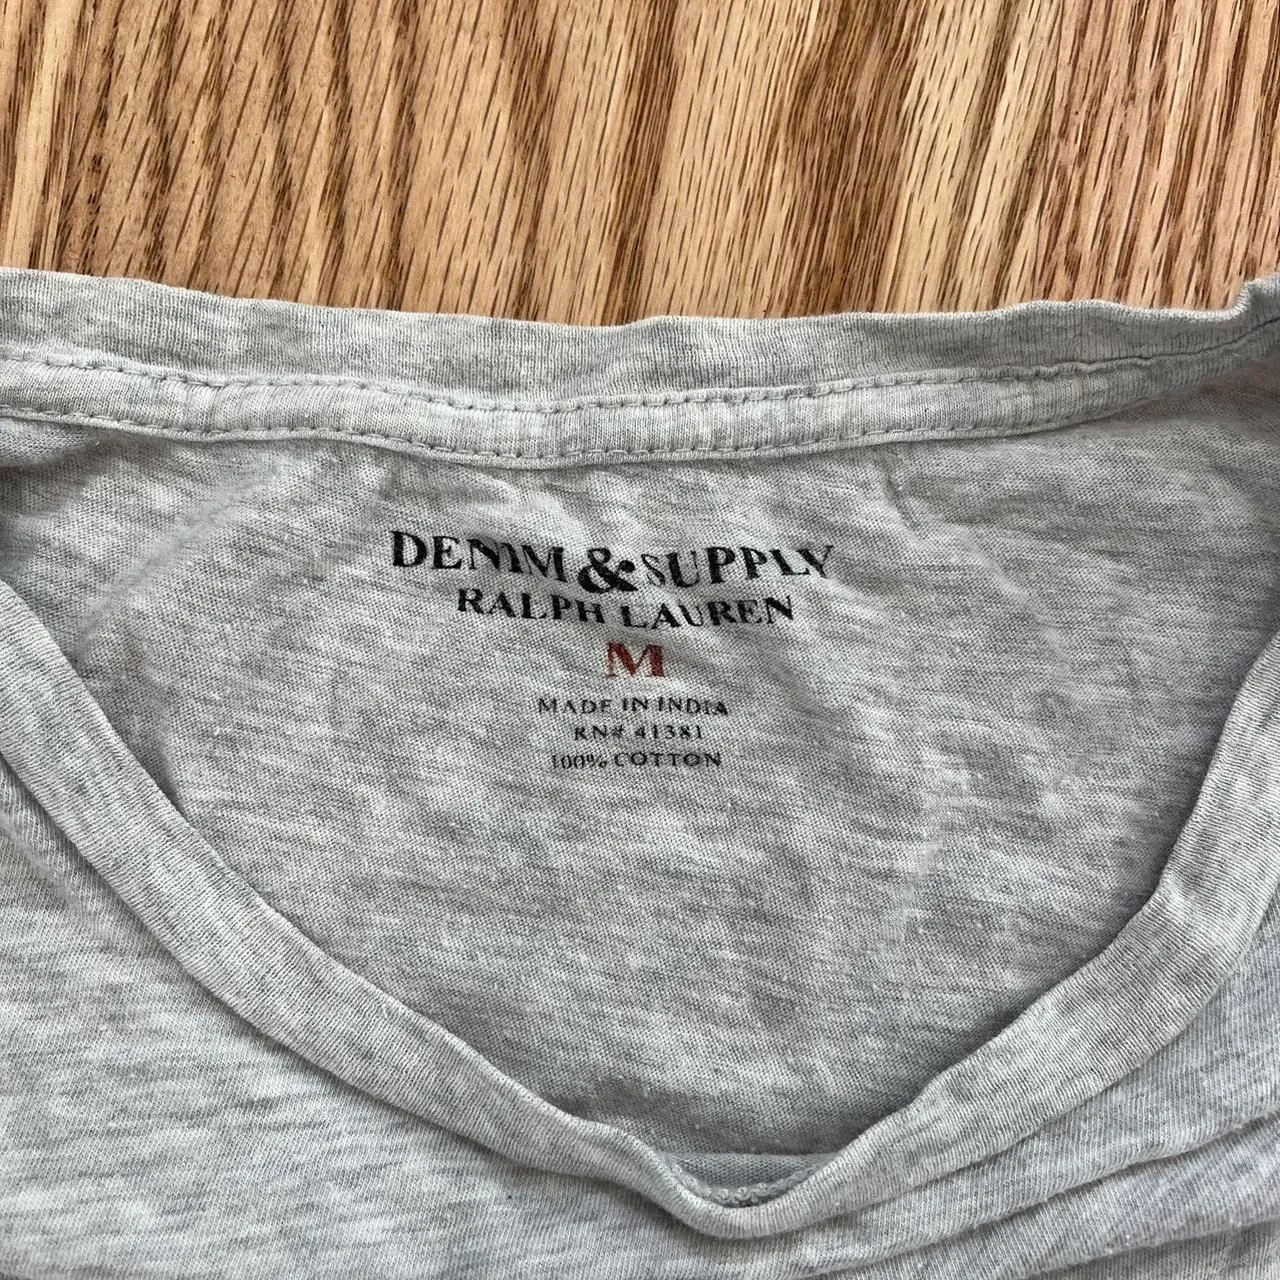 DENIM & SUPPLY
RALPH LAUREN
M
MADE IN INDIA
RN# 41381
100% COTTON